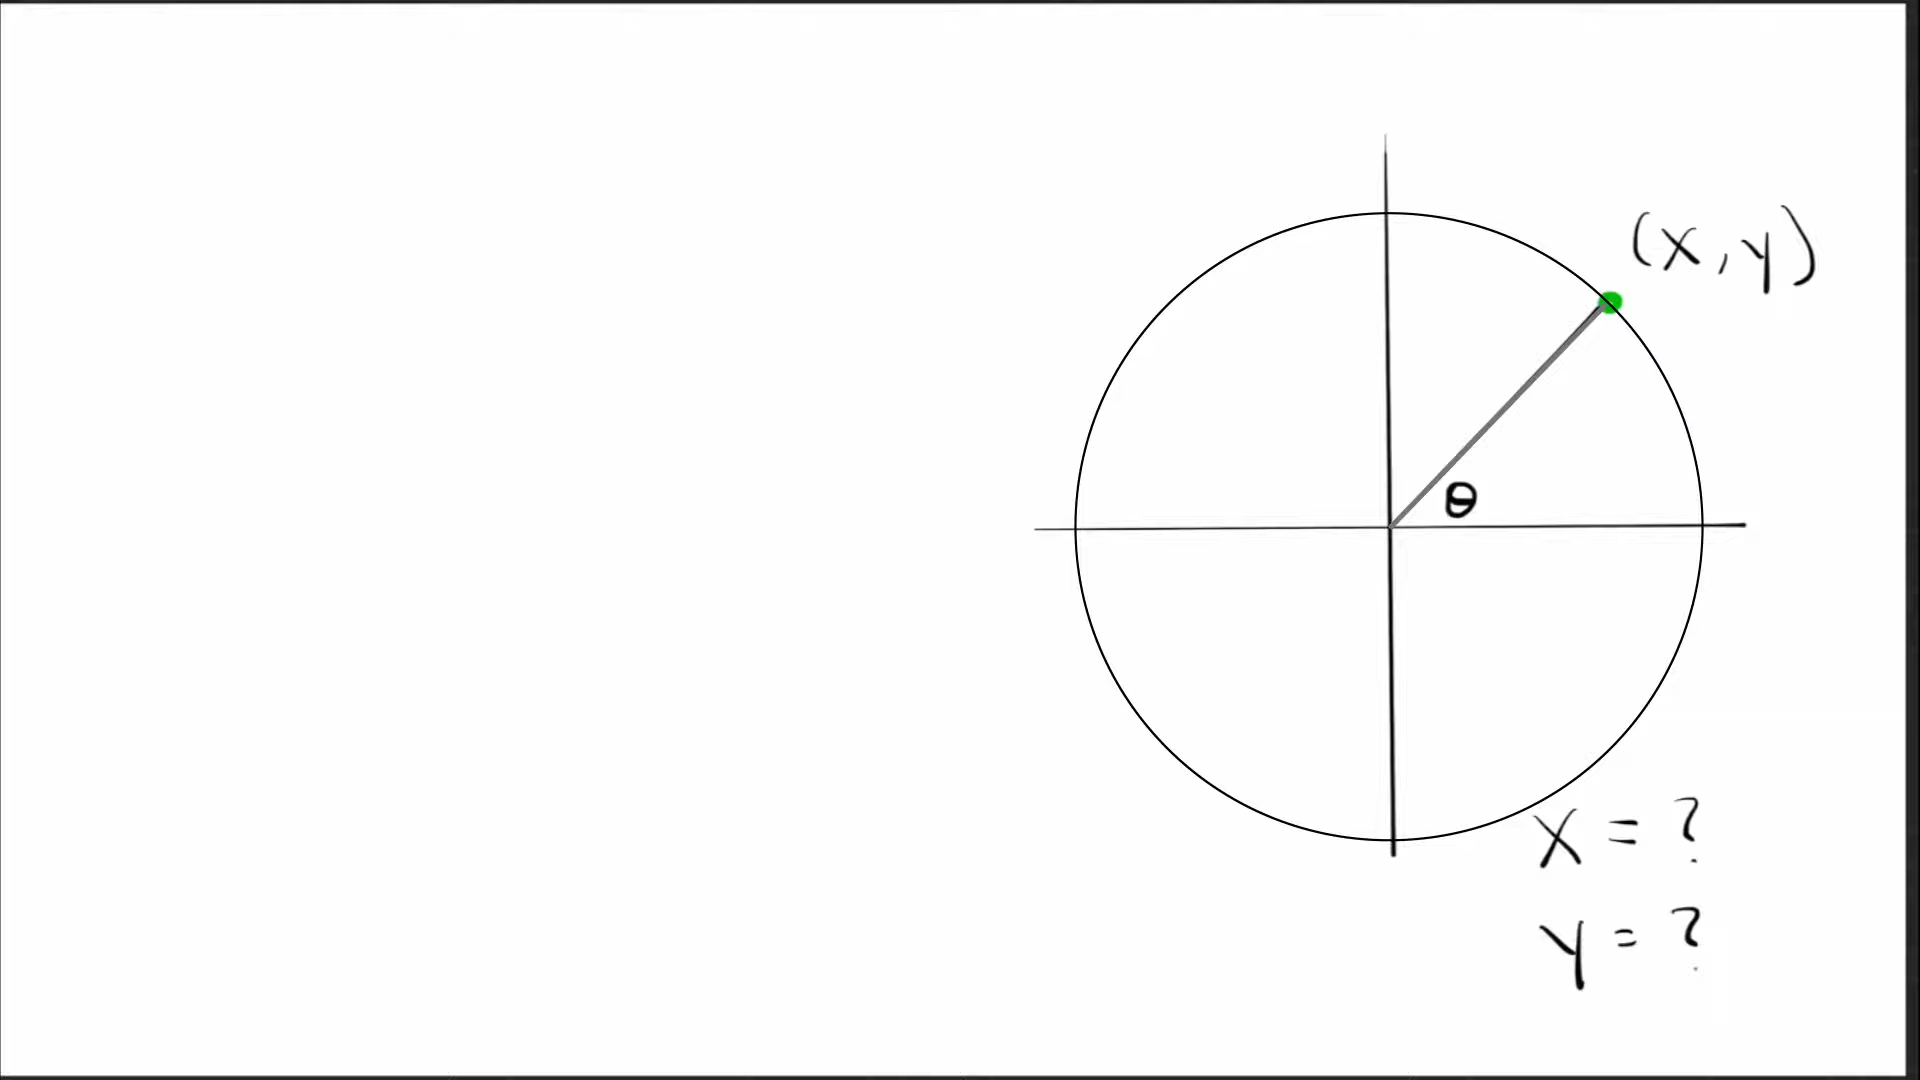 (x,y)
θ
x = ?
y = ?